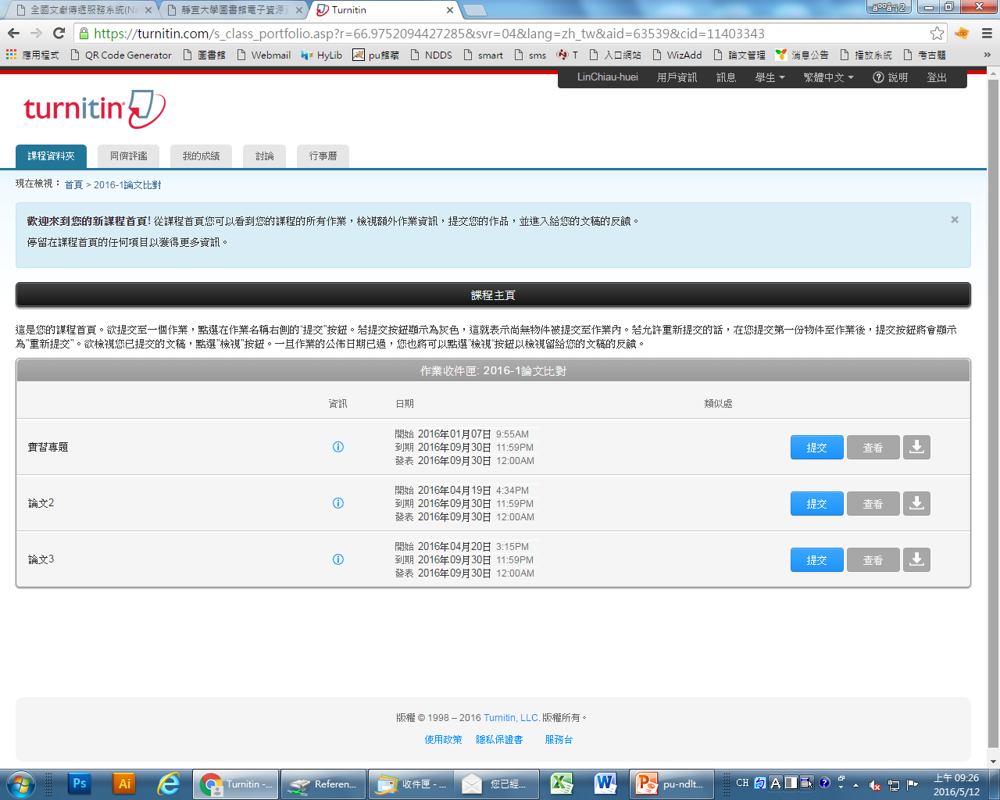 全國文獻傳遞服務系統(N
靜宜大學圖書館電子資源
Turnitin
https://turnitin.com/s_class_portfolio.asp?r=66.9752094427285&svr=04&lang=zh_tw&aid=63539&cid=11403343
應用程式 QR Code Generator 圖書館 Webmail HyLib pu館藏 NDDS smart sms T 入口網站 WizAdd 論文管理 消息公告 播放系統 考古題 »
LinChiau-huei 用戶資訊 訊息 學生 繁體中文 說明 登出
turnitin
課程資料夾 同儕評鑑 我的成績 討論 行事曆
現在檢視： 首頁 > 2016-1論文比對
歡迎來到您的新課程首頁! 從課程首頁您可以看到您的課程的所有作業，檢視額外作業資訊，提交您的作品，並進入給您的文稿的反饋。
停留在課程首頁的任何項目以獲得更多資訊。
課程主頁
這是您的課程首頁。欲提交至一個作業，點選在作業名稱右側的"提交"按鈕。若提交按鈕顯示為灰色，這就表示尚無物件被提交至作業內。若允許重新提交的話，在您提交第一份物件至作業後，提交按鈕將會顯示
為"重新提交"。欲檢視您已提交的文稿，點選"檢視"按鈕。一旦作業的公佈日期已過，您也將可以點選"檢視"按鈕以檢視留給您的文稿的反饋。
作業收件匣: 2016-1論文比對
資訊 日期 類似處
實習專題
開始 2016年01月07日 9:55AM
到期 2016年09月30日 11:59PM
發表 2016年09月30日 12:00AM
提交 查看
論文2
開始 2016年04月19日 4:34PM
到期 2016年09月30日 11:59PM
發表 2016年09月30日 12:00AM
提交 查看
論文3
開始 2016年04月20日 3:15PM
到期 2016年09月30日 11:59PM
發表 2016年09月30日 12:00AM
提交 查看
版權 © 1998 – 2016 Turnitin, LLC. 版權所有。
使用政策 隱私保證書 服務台
Ps Ai Turnitin -... Referen... 收件匣 - ... 您已經... pu-ndlt... CH A
上午 09:26
2016/5/12